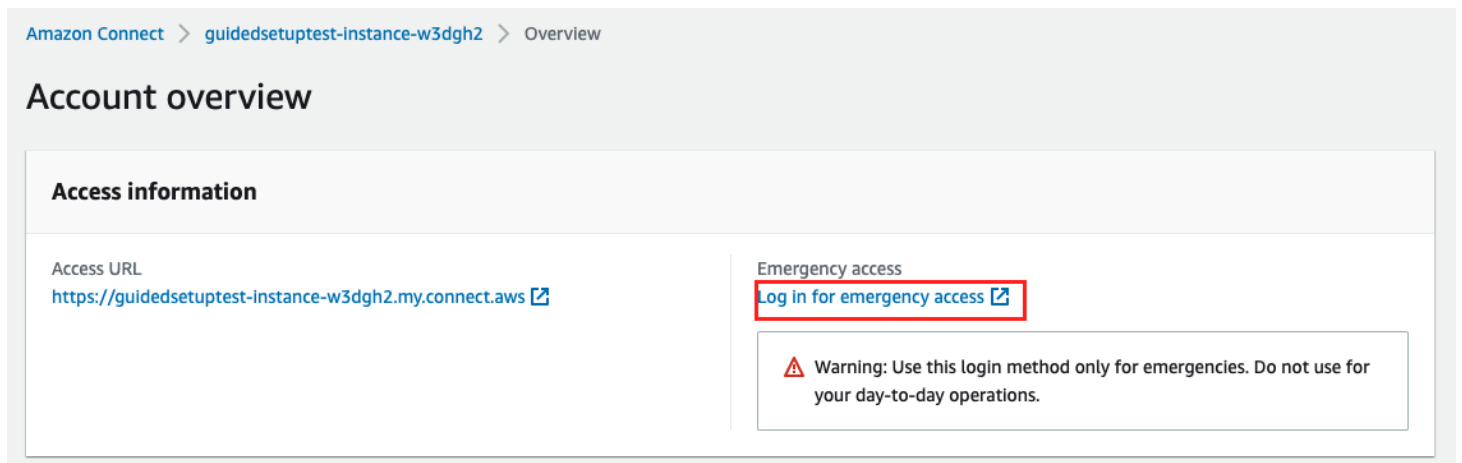 Amazon Connect > guidedsetuptest-instance-w3dgh2 > Overview
Account overview
Access information
Access URL
https://guidedsetuptest-instance-w3dgh2.my.connect.aws
Emergency access
Log in for emergency access
Warning: Use this login method only for emergencies. Do not use for
your day-to-day operations.